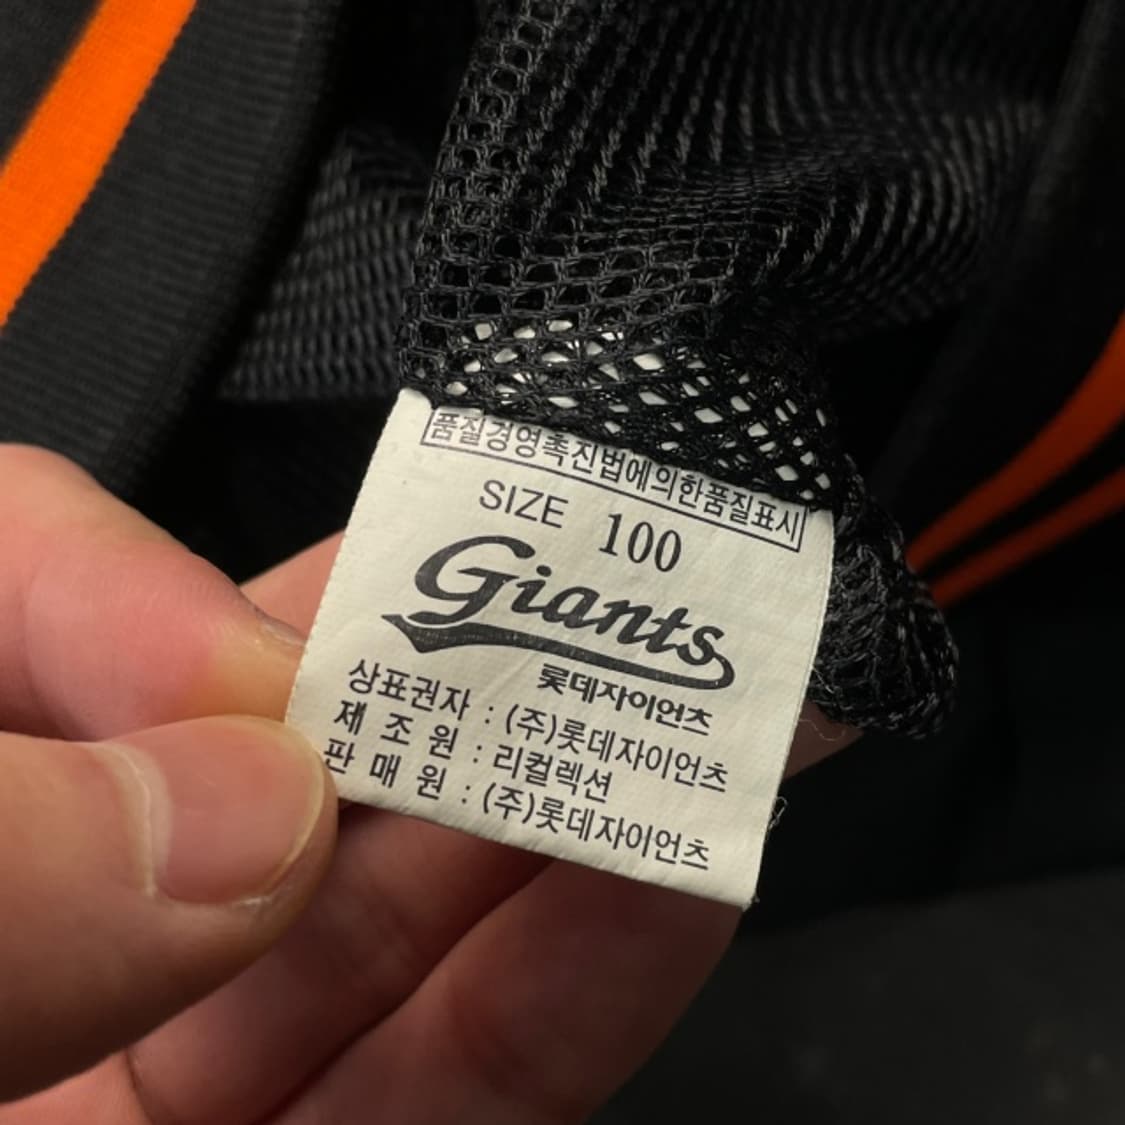 품질경영촉진법에의한품질표시
SIZE 100
Giants
롯데자이언츠
상표권자 : (주)롯데자이언츠
제 조 원 : 리컬렉션
판 매 원 : (주)롯데자이언츠